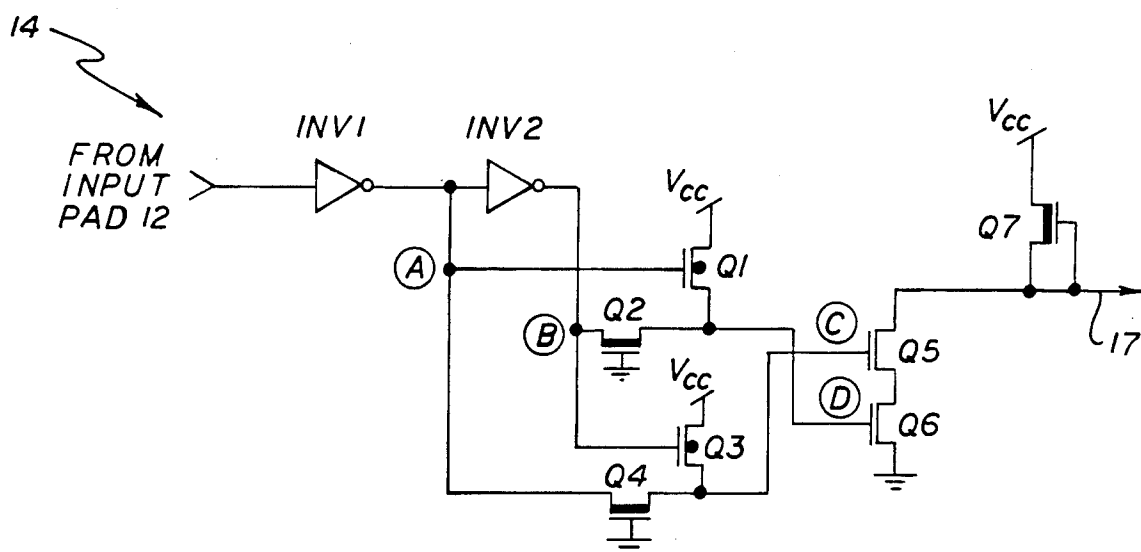 14
FROM
INPUT
PAD 12
INV1
INV2
VCC
VCC
Q1
Q7
A
Q2
C
B
Q5
17
VCC
D
Q3
Q6
Q4